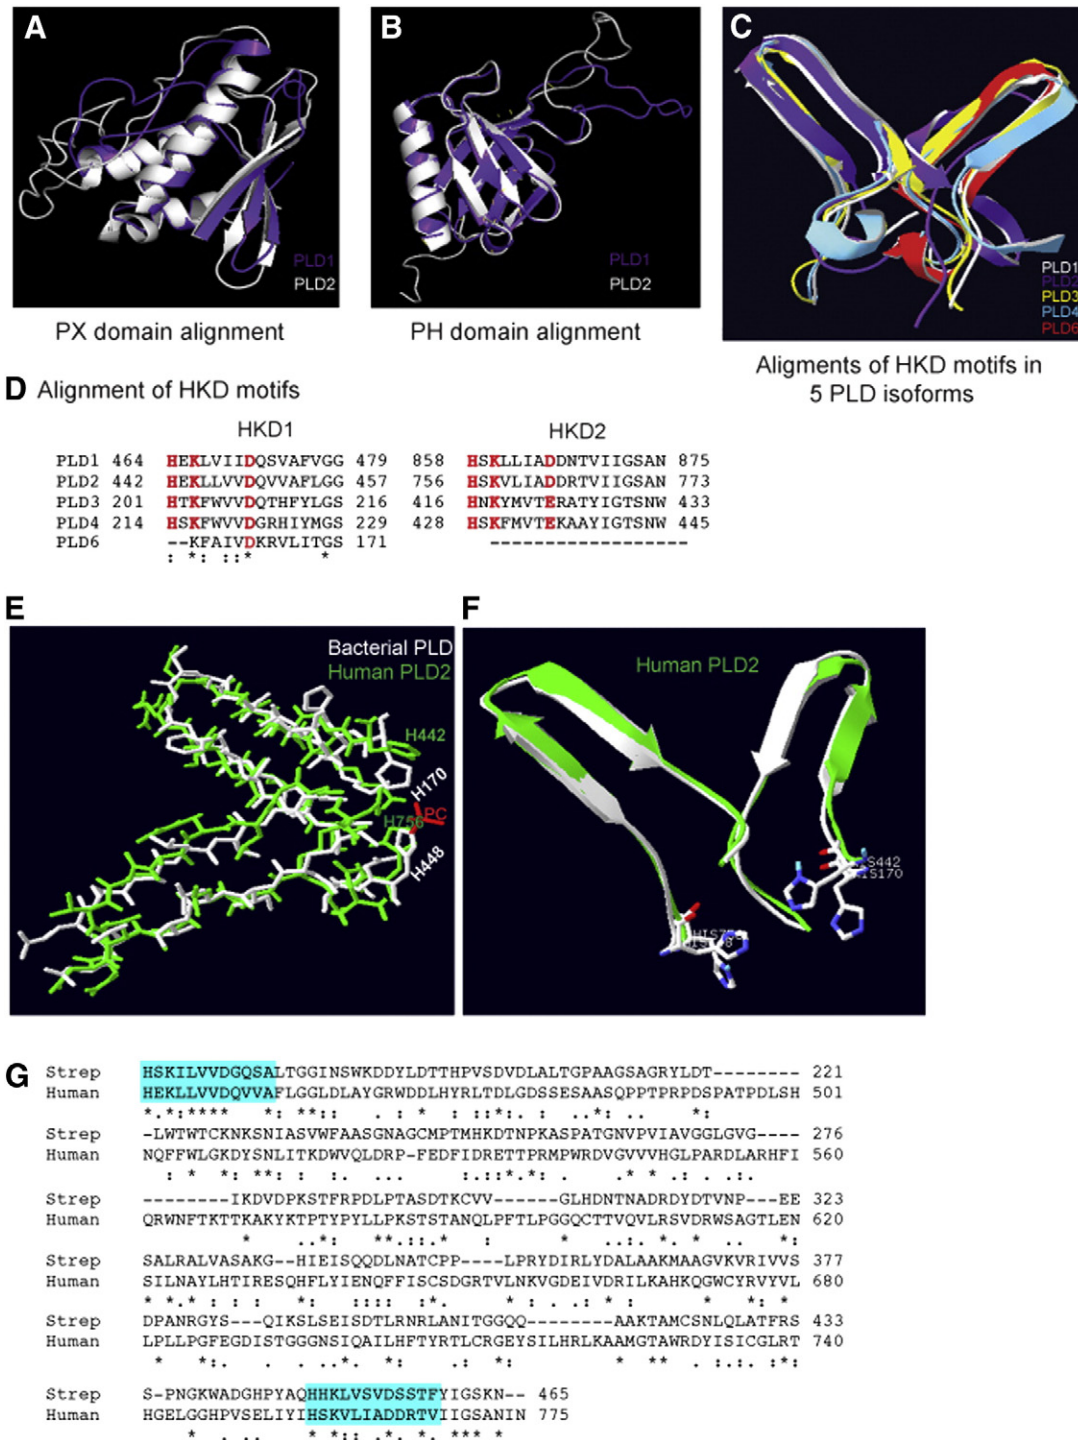 A
PLD1
PLD2
PX domain alignment
B
PLD1
PLD2
PH domain alignment
C
PLD1
PLD2
PLD3
PLD4
PLD6
Aligments of HKD motifs in
5 PLD isoforms
D Alignment of HKD motifs
HKD1 HKD2
PLD1 464 HEKLVIIDQSVAFVGG 479 858 HSKLLIADDNTVIIGSAN 875
PLD2 442 HEKLLVVDQVVAFLGG 457 756 HSKVLIADDRTVIIGSAN 773
PLD3 201 HTKFWVVDQTHFYLGS 216 416 HNKYMVTERATYIGTSNW 433
PLD4 214 HSKFWVVDGRHIYMGS 229 428 HSKFMVTEKAAYIGTSNW 445
PLD6 --KFAIVDKRVLITGS 171 -----------------
: * : :: * *
E
Bacterial PLD
Human PLD2
H442
H170
PC
H756
H448
F
Human PLD2
HIS170
G
Strep HSKILVVDGQSALTGGINSWKDDYLDTTHPVSDVDLALTGPAAGSAGRYLDT-------- 221
Human HEKLLVVDQVVAFLGGLDLAYGRWDDLHYRLTDLGDSSESAASQPPTPRPDSPATPDLSH 501
*.*:**** *: **:: . :** : ::*: : ..*: . *:
Strep -LWTWTCKNKSNIASVWFAASGNAGCMPTMHKDTNPKASPATGNVPVIAVGGLGVG---- 276
Human NQFFWLGKDYSNLITKDWVQLDRP-FEDFIDRETTPRMPWRDVGVVVHGLPARDLARHFI 560
: * *: **: : :. .. . :.::*:*: . * .: . :.
Strep --------IKDVDPKSTFRPDLPTASDTKCVV------GLHDNTNADRDYDTVNP---EE 323
Human QRWNFTKTTKAKYKTPTYPYLLPKSTSTANQLPFTLPGGQCTTVQVLRSVDRWSAGTLEN 620
* ..*: **.::.* : * ..:. *. * .. *:
Strep SALRALVASAKG--HIEISQQDLNATCPP----LPRYDIRLYDALAAKMAAGVKVRIVVS 377
Human SILNAYLHTIRESQHFLYIENQFFISCSDGRTVLNKVGDEIVDRILKAHKQGWCYRVYVL 680
* *.* : : : *: :::::: :*. * : . .: * : * *: *
Strep DPANRGYS---QIKSLSEISDTLRNRLANITGGQQ--------AAKTAMCSNLQLATFRS 433
Human LPLLPGFEGDISTGGGNSIQAILHFTYRTLCRGEYSILHRLKAAMGTAWRDYISICGLRT 740
* *:. . . ..:*. *: .: *: * ** . :.:. :*:
Strep S-PNGKWADGHPYAQHHKLVSVDSSTFYIGSKN-- 465
Human HGELGGHPVSELIYIHSKVLIADDRTVIIGSANIN 775
* . .. * *:: .*. *. *** *